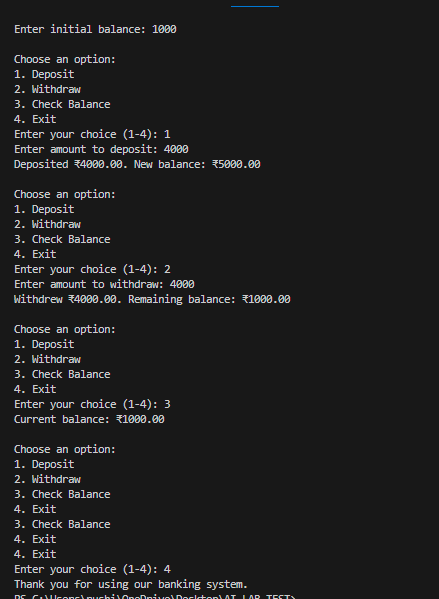 Enter initial balance: 1000
Choose an option:
1. Deposit
2. Withdraw
3. Check Balance
4. Exit
Enter your choice (1-4): 1
Enter amount to deposit: 4000
Deposited ₹4000.00. New balance: ₹5000.00
Choose an option:
1. Deposit
2. Withdraw
3. Check Balance
4. Exit
Enter your choice (1-4): 2
Enter amount to withdraw: 4000
Withdrew ₹4000.00. Remaining balance: ₹1000.00
Choose an option:
1. Deposit
2. Withdraw
3. Check Balance
4. Exit
Enter your choice (1-4): 3
Current balance: ₹1000.00
Choose an option:
1. Deposit
2. Withdraw
3. Check Balance
4. Exit
3. Check Balance
4. Exit
4. Exit
Enter your choice (1-4): 4
Thank you for using our banking system.
PS C:\Users\rushi\OneDrive\Desktop\AI LAB TEST>